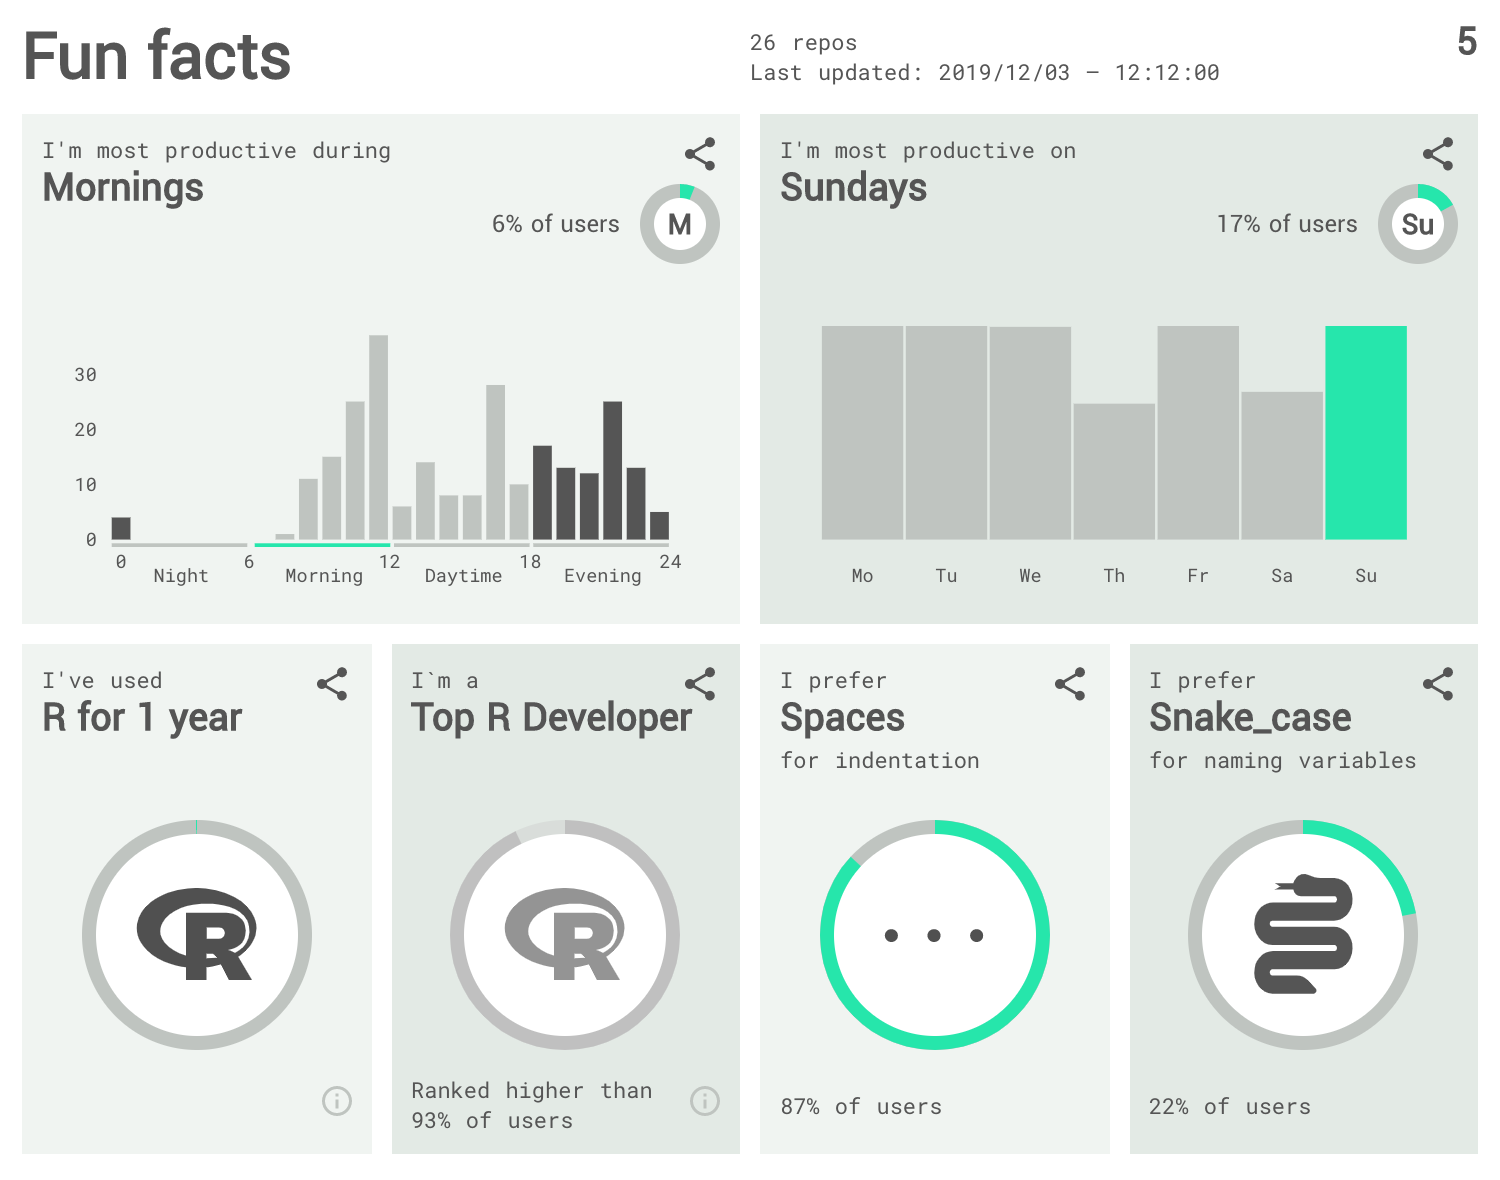 Fun facts
26 repos
Last updated: 2019/12/03 – 12:12:00
5
I'm most productive during
Mornings
6% of users
M
30
20
10
0
0 6 12 18 24
Night Morning Daytime Evening
I'm most productive on
Sundays
17% of users
Su
Mo Tu We Th Fr Sa Su
I've used
R for 1 year
R
I`m a
Top R Developer
R
Ranked higher than
93% of users
I prefer
Spaces
for indentation
87% of users
I prefer
Snake_case
for naming variables
22% of users